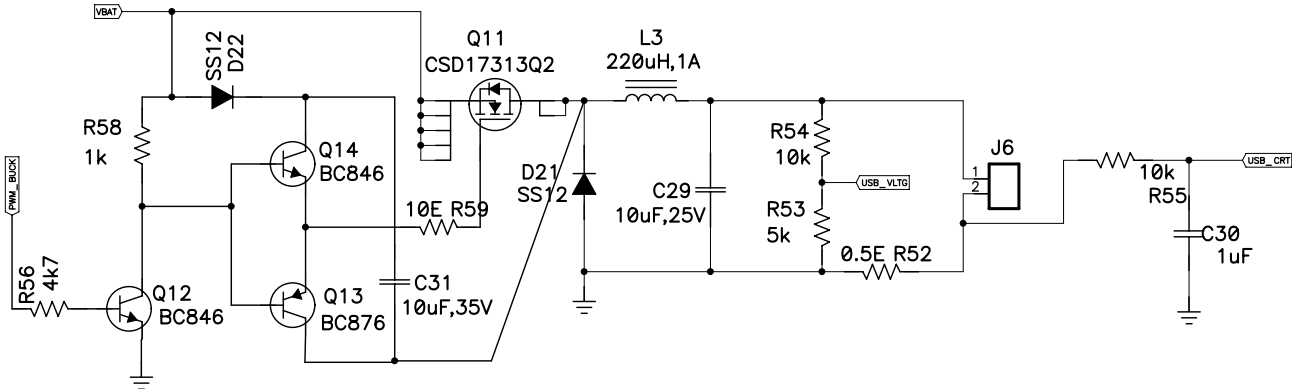 VBAT
SS12
D22
Q11
CSD17313Q2
L3
220uH,1A
R58
1k
Q14
BC846
R54
10k
J6
1
2
USB_CRT
PWM_BUCK
D21
SS12
C29
10uF,25V
USB_VLTG
10k
R55
10E R59
R53
5k
C30
1uF
R56
4k7
Q12
BC846
Q13
BC876
C31
10uF,35V
0.5E R52